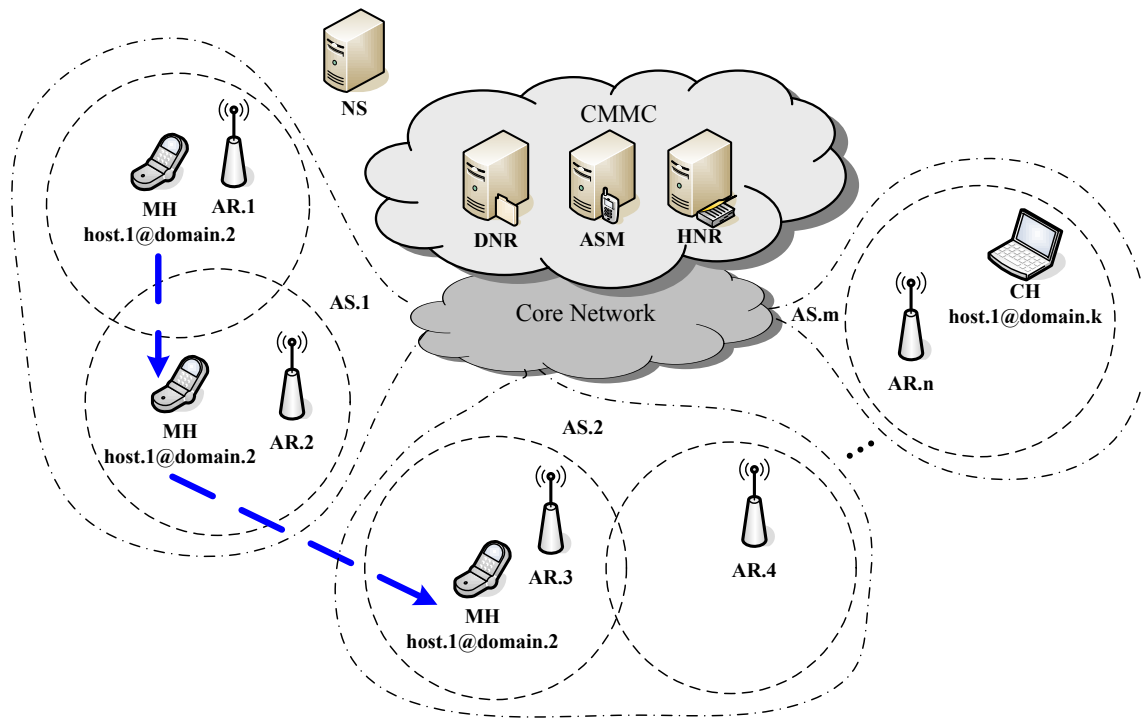 NS
CMMC
DNR
ASM
HNR
MH
AR.1
host.1@domain.2
AS.1
Core Network
AS.m
CH
host.1@domain.k
AR.n
MH
AR.2
host.1@domain.2
AS.2
AR.3
AR.4
MH
host.1@domain.2